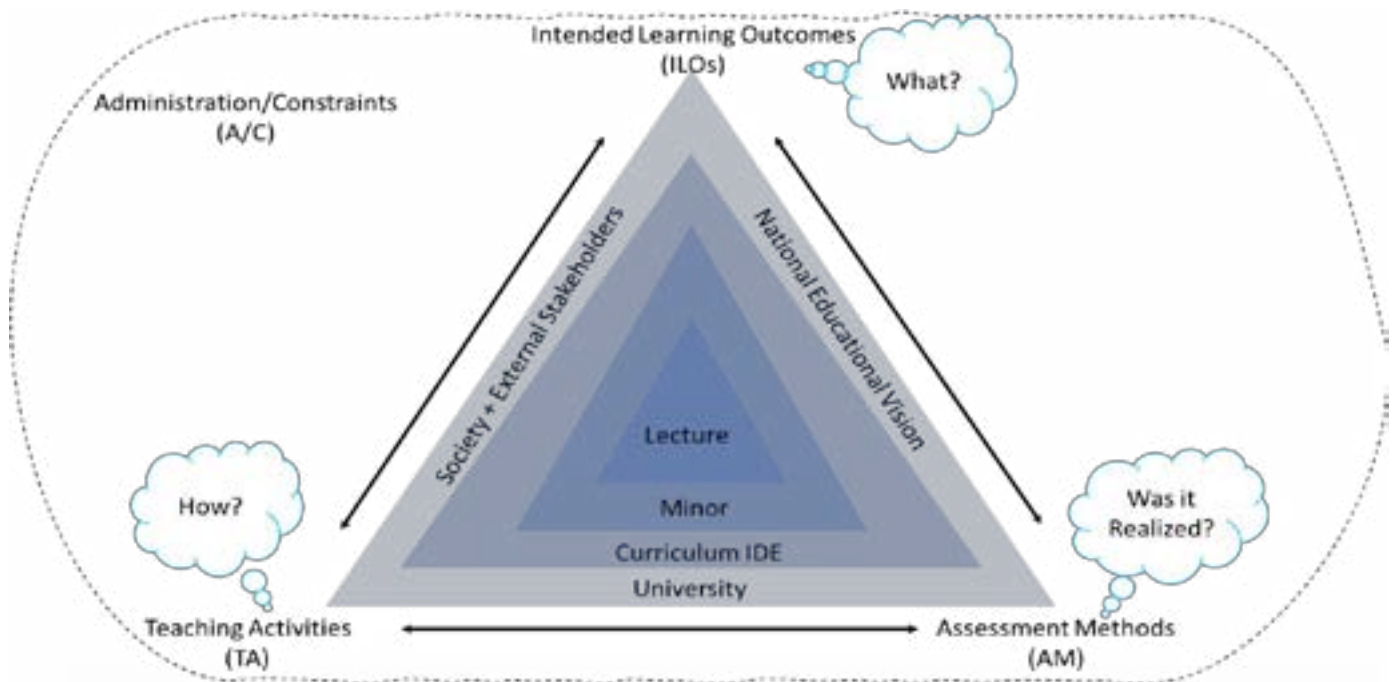 Intended Learning Outcomes
(ILOs)
What?
Administration/Constraints
(A/C)
Society + External Stakeholders
National Educational Vision
Lecture
Minor
Curriculum IDE
University
How?
Was it
Realized?
Teaching Activities
(TA)
Assessment Methods
(AM)